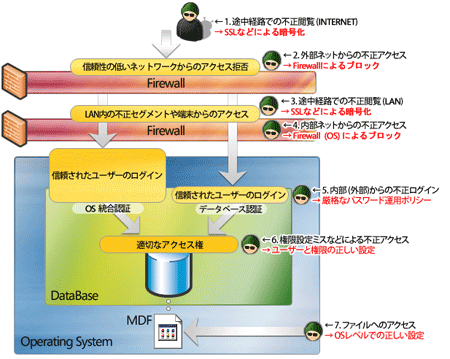 ← 1. 途中経路での不正閲覧 (INTERNET)
→ SSLなどによる暗号化
信頼性の低いネットワークからのアクセス拒否
← 2. 外部ネットからの不正アクセス
→ Firewallによるブロック
Firewall
LAN内の不正セグメントや端末からのアクセス
← 3. 途中経路での不正閲覧 (LAN)
→ SSLなどによる暗号化
Firewall
← 4. 内部ネットからの不正アクセス
→ Firewall (OS) によるブロック
信頼されたユーザーのログイン
信頼されたユーザーのログイン
← 5. 内部 (外部) からの不正ログイン
→ 厳格なパスワード運用ポリシー
OS 統合認証
データベース認証
適切なアクセス権
← 6. 権限設定ミスなどによる不正アクセス
→ ユーザーと権限の正しい設定
DataBase
MDF
← 7. ファイルへのアクセス
→ OSレベルでの正しい設定
Operating System